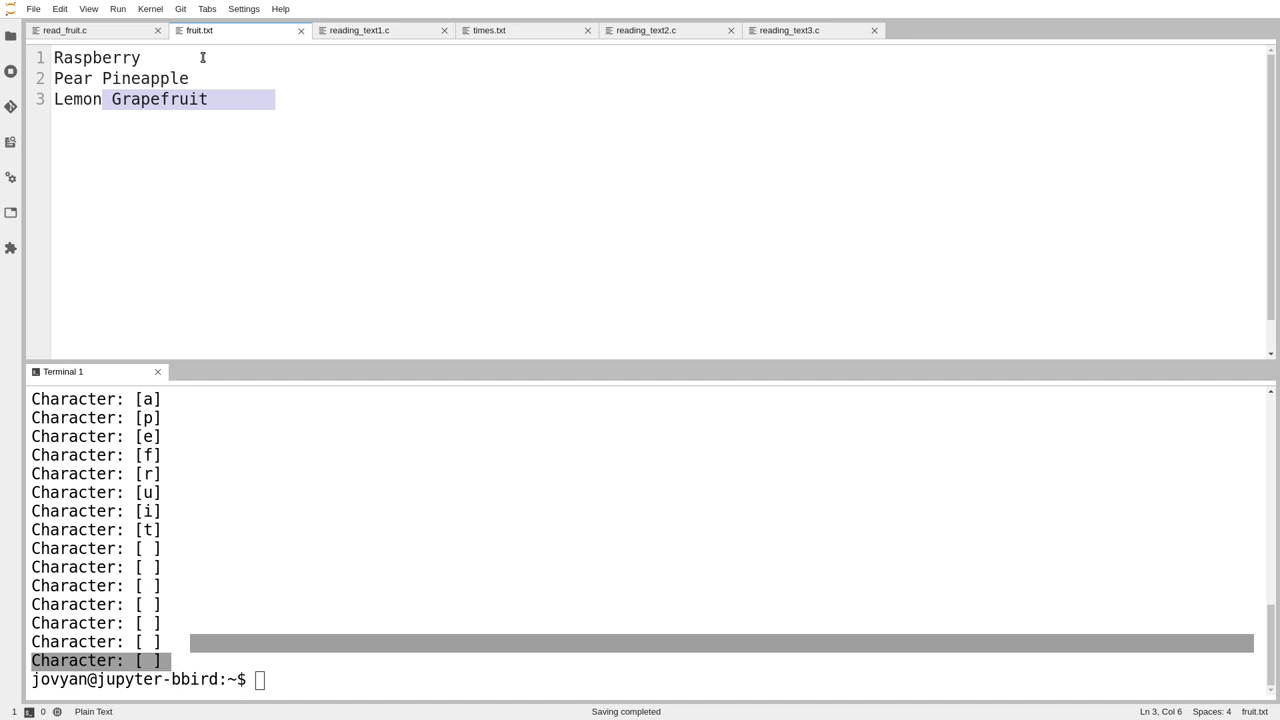 File Edit View Run Kernel Git Tabs Settings Help
read_fruit.c fruit.txt reading_text1.c times.txt reading_text2.c reading_text3.c
1 Raspberry
2 Pear Pineapple
3 Lemon Grapefruit
Terminal 1
Character: [a]
Character: [p]
Character: [e]
Character: [f]
Character: [r]
Character: [u]
Character: [i]
Character: [t]
Character: [ ]
Character: [ ]
Character: [ ]
Character: [ ]
Character: [ ]
Character: [ ]
Character: [ ]
jovyan@jupyter-bbird:~$
1 0 Plain Text Saving completed Ln 3, Col 6 Spaces: 4 fruit.txt